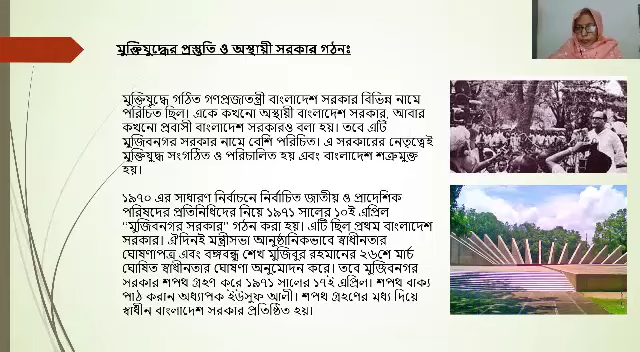 মুক্তিযুদ্ধের প্রস্তুতি ও অস্থায়ী সরকার গঠনঃ
মুক্তিযুদ্ধে গঠিত গণপ্রজাতন্ত্রী বাংলাদেশ সরকার বিভিন্ন নামে
পরিচিত ছিল। একে কখনো অস্থায়ী বাংলাদেশ সরকার, আবার
কখনো প্রবাসী বাংলাদেশ সরকারও বলা হয়। তবে এটি
মুজিবনগর সরকার নামে বেশি পরিচিত। এ সরকারের নেতৃত্বেই
মুক্তিযুদ্ধ সংগঠিত ও পরিচালিত হয় এবং বাংলাদেশ শত্রুমুক্ত
হয়।
১৯৭০ এর সাধারণ নির্বাচনে নির্বাচিত জাতীয় ও প্রাদেশিক
পরিষদের প্রতিনিধিদের নিয়ে ১৯৭১ সালের ১০ই এপ্রিল
"মুজিবনগর সরকার" গঠন করা হয়। এটি ছিল প্রথম বাংলাদেশ
সরকার। ঐদিনই মন্ত্রীসভা আনুষ্ঠানিকভাবে স্বাধীনতার
ঘোষণাপত্র এবং বঙ্গবন্ধু শেখ মুজিবুর রহমানের ২৬শে মার্চ
ঘোষিত স্বাধীনতার ঘোষণা অনুমোদন করে। তবে মুজিবনগর
সরকার শপথ গ্রহণ করে ১৯৭১ সালের ১৭ই এপ্রিল। শপথ বাক্য
পাঠ করান অধ্যাপক ইউসুফ আলী। শপথ গ্রহণের মধ্য দিয়ে
স্বাধীন বাংলাদেশ সরকার প্রতিষ্ঠিত হয়।